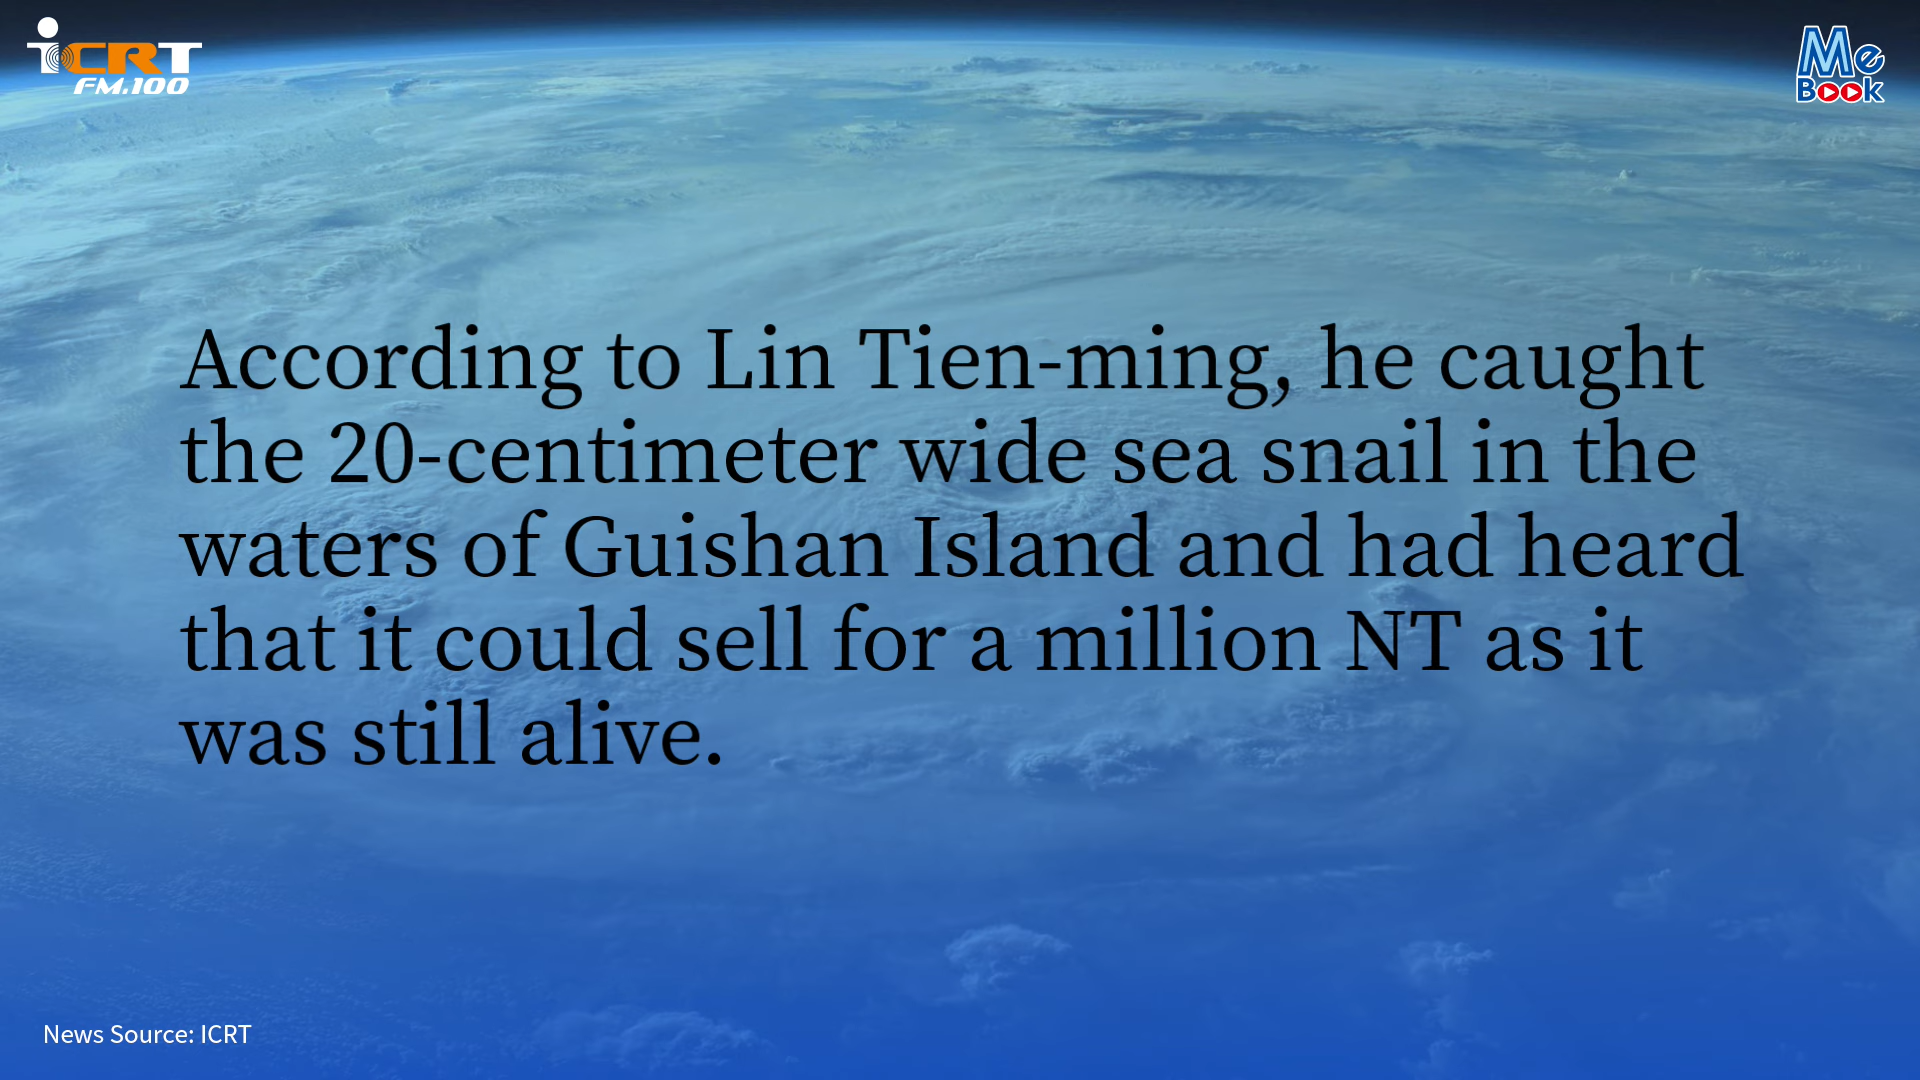 iCRT
FM.100
Me
Book
According to Lin Tien-ming, he caught
the 20-centimeter wide sea snail in the
waters of Guishan Island and had heard
that it could sell for a million NT as it
was still alive.
News Source: ICRT